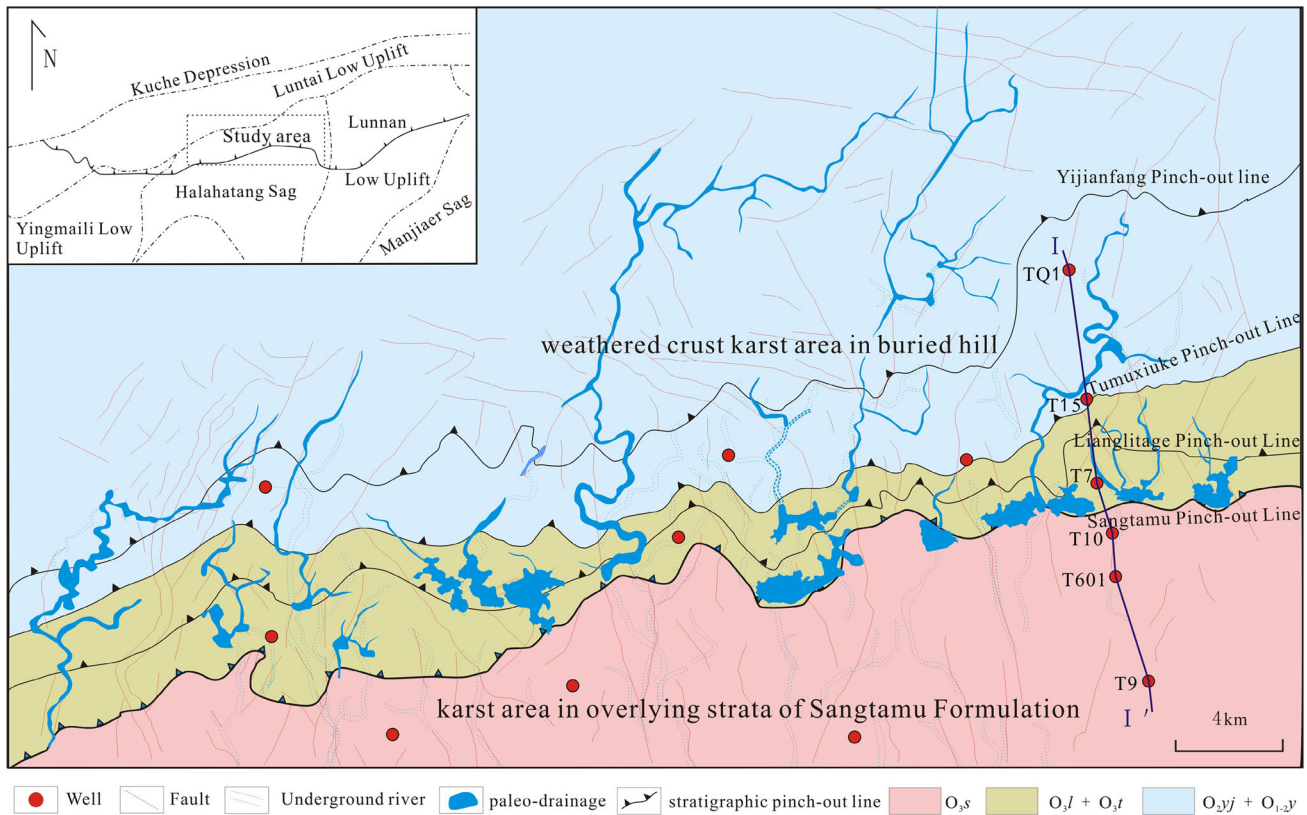 N
Kuche Depression
Luntai Low Uplift
Study area
Lunnan
Halahatang Sag
Low Uplift
Yingmaili Low
Uplift
Manjiaer Sag
Yijianfang Pinch-out line
I
TQ1
weathered crust karst area in buried hill
Tumuxiuke Pinch-out Line
T15
Lianglitage Pinch-out Line
T7
Sangtamu Pinch-out Line
T10
T601
T9
karst area in overlying strata of Sangtamu Formulation
I'
4km
Well
Fault
Underground river
paleo-drainage
stratigraphic pinch-out line
O₃s
O₃l + O₃t
O₂yj + O₁₋₂y